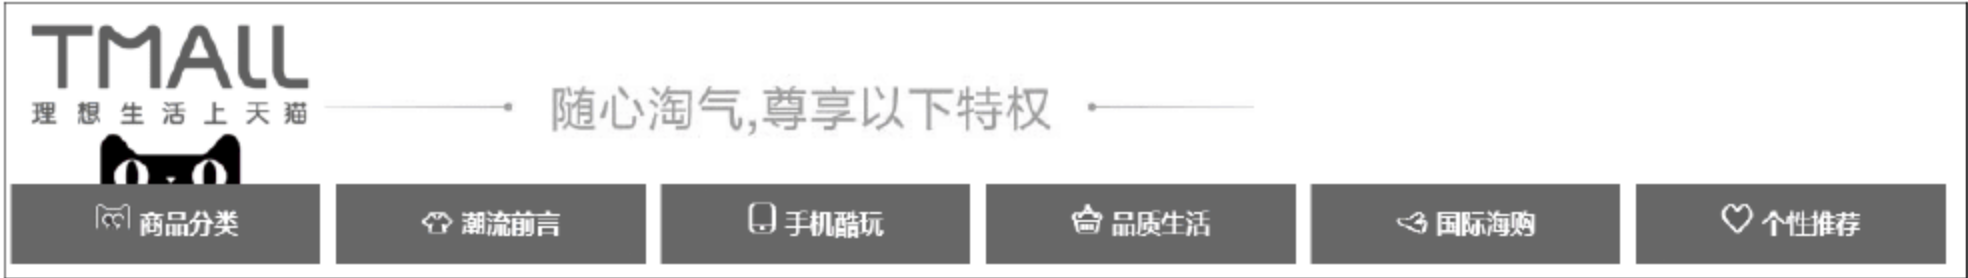 TMALL
理想生活上天猫
随心淘气,尊享以下特权
商品分类
潮流前言
手机酷玩
品质生活
国际海购
个性推荐